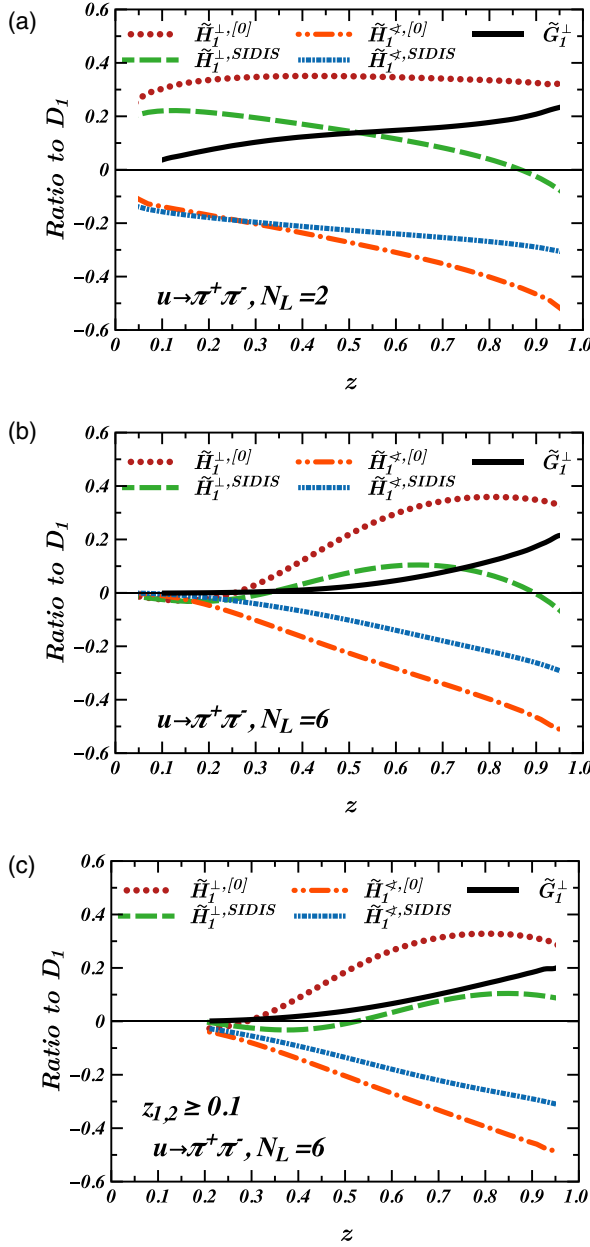 (a)
H̃₁^{⊥,[0]} H̃₁^{∢,[0]} G̃₁^⊥
H̃₁^{⊥,SIDIS} H̃₁^{∢,SIDIS}
Ratio to D₁
0.6
0.4
0.2
0
-0.2
-0.4
-0.6
u→π⁺π⁻, N_L=2
0 0.1 0.2 0.3 0.4 0.5 0.6 0.7 0.8 0.9 1.0
z
(b)
H̃₁^{⊥,[0]} H̃₁^{∢,[0]} G̃₁^⊥
H̃₁^{⊥,SIDIS} H̃₁^{∢,SIDIS}
Ratio to D₁
0.6
0.4
0.2
0
-0.2
-0.4
-0.6
u→π⁺π⁻, N_L=6
0 0.1 0.2 0.3 0.4 0.5 0.6 0.7 0.8 0.9 1.0
z
(c)
H̃₁^{⊥,[0]} H̃₁^{∢,[0]} G̃₁^⊥
H̃₁^{⊥,SIDIS} H̃₁^{∢,SIDIS}
Ratio to D₁
0.6
0.4
0.2
0
-0.2
-0.4
-0.6
z_{1,2} ≥ 0.1
u→π⁺π⁻, N_L=6
0 0.1 0.2 0.3 0.4 0.5 0.6 0.7 0.8 0.9 1.0
z